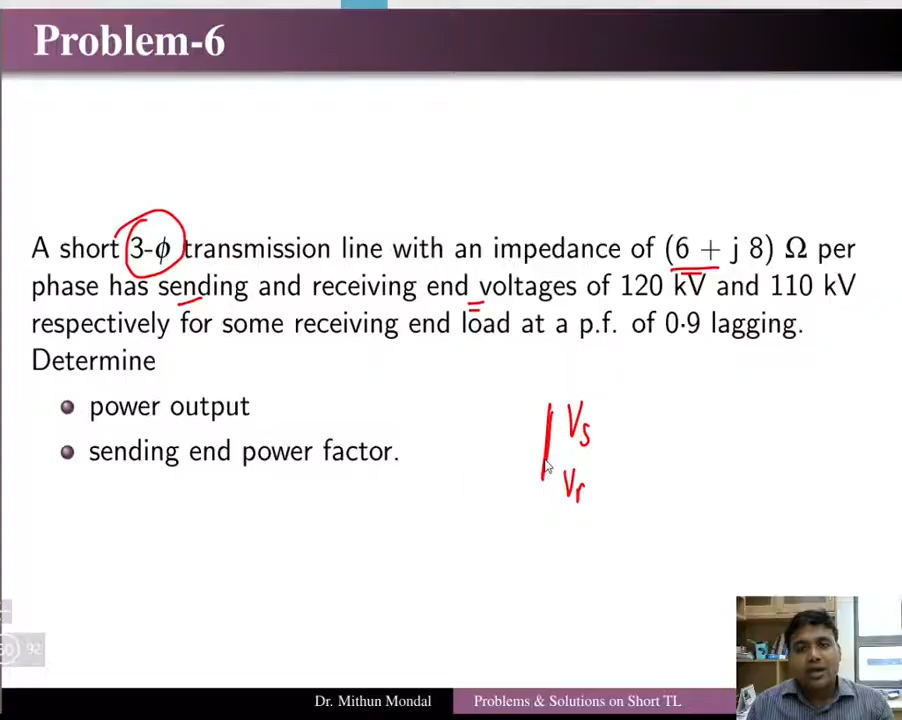 Problem-6
A short 3-ϕ transmission line with an impedance of (6 + j 8) Ω per
phase has sending and receiving end voltages of 120 kV and 110 kV
respectively for some receiving end load at a p.f. of 0·9 lagging.
Determine
power output
sending end power factor.
Vs
Vr
92
Dr. Mithun Mondal
Problems & Solutions on Short TL